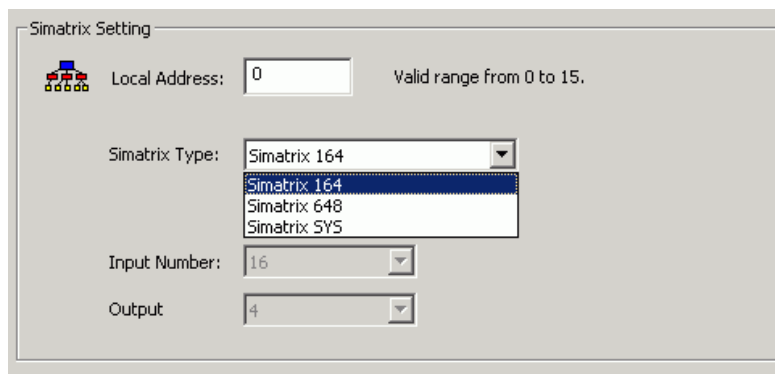 Simatrix Setting
Local Address: 0 Valid range from 0 to 15.
Simatrix Type: Simatrix 164
Simatrix 164
Simatrix 648
Simatrix SYS
Input Number: 16
Output 4